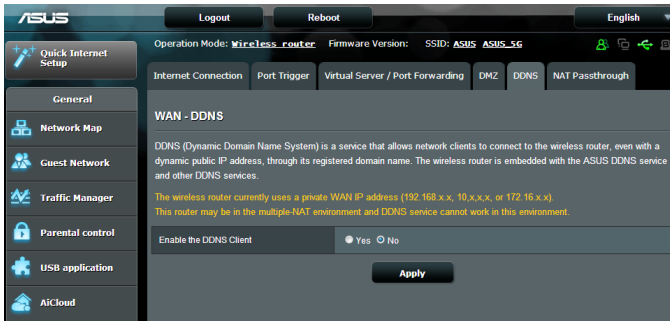 ASUS
Logout
Reboot
English
Quick Internet
Setup
Operation Mode: Wireless router Firmware Version: SSID: ASUS ASUS_5G
Internet Connection
Port Trigger
Virtual Server / Port Forwarding
DMZ
DDNS
NAT Passthrough
General
Network Map
Guest Network
Traffic Manager
Parental control
USB application
AiCloud
WAN - DDNS
DDNS (Dynamic Domain Name System) is a service that allows network clients to connect to the wireless router, even with a
dynamic public IP address, through its registered domain name. The wireless router is embedded with the ASUS DDNS service
and other DDNS services.
The wireless router currently uses a private WAN IP address (192.168.x.x, 10,x,x,x, or 172.16.x.x).
This router may be in the multiple-NAT environment and DDNS service cannot work in this environment.
Enable the DDNS Client
Yes No
Apply